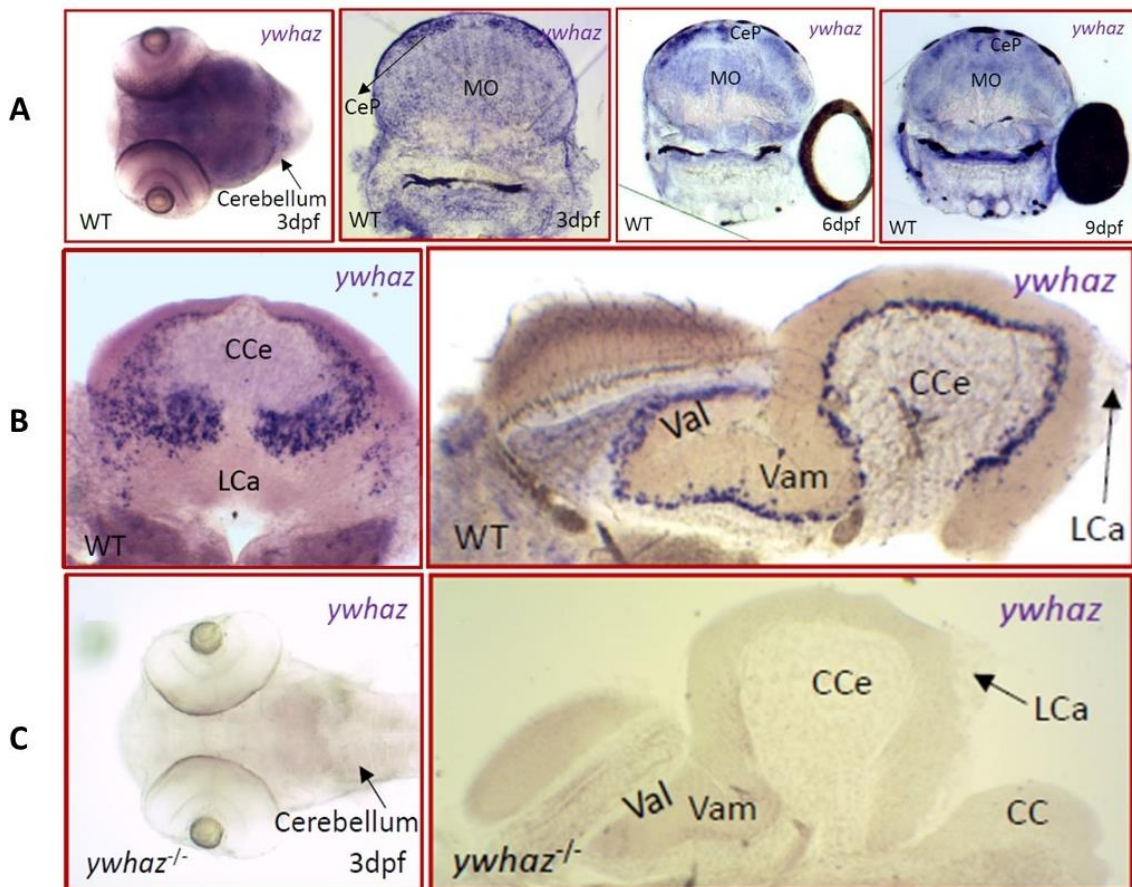 A
ywhaz
Cerebellum
WT
3dpf
ywhaz
MO
CeP
WT
3dpf
ywhaz
CeP
MO
WT
6dpf
ywhaz
CeP
MO
WT
9dpf
B
ywhaz
CCe
LCa
WT
ywhaz
CCe
Val
Vam
WT
LCa
C
ywhaz
Cerebellum
ywhaz-/-
3dpf
ywhaz
CCe
LCa
Val
Vam
CC
ywhaz-/-